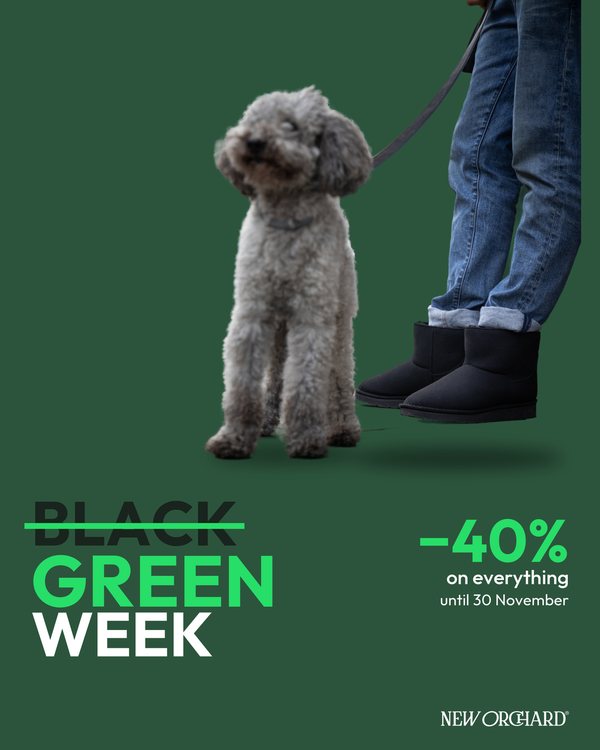 BLACK
GREEN
WEEK
–40%
on everything
until 30 November
NEW ORCHARD®